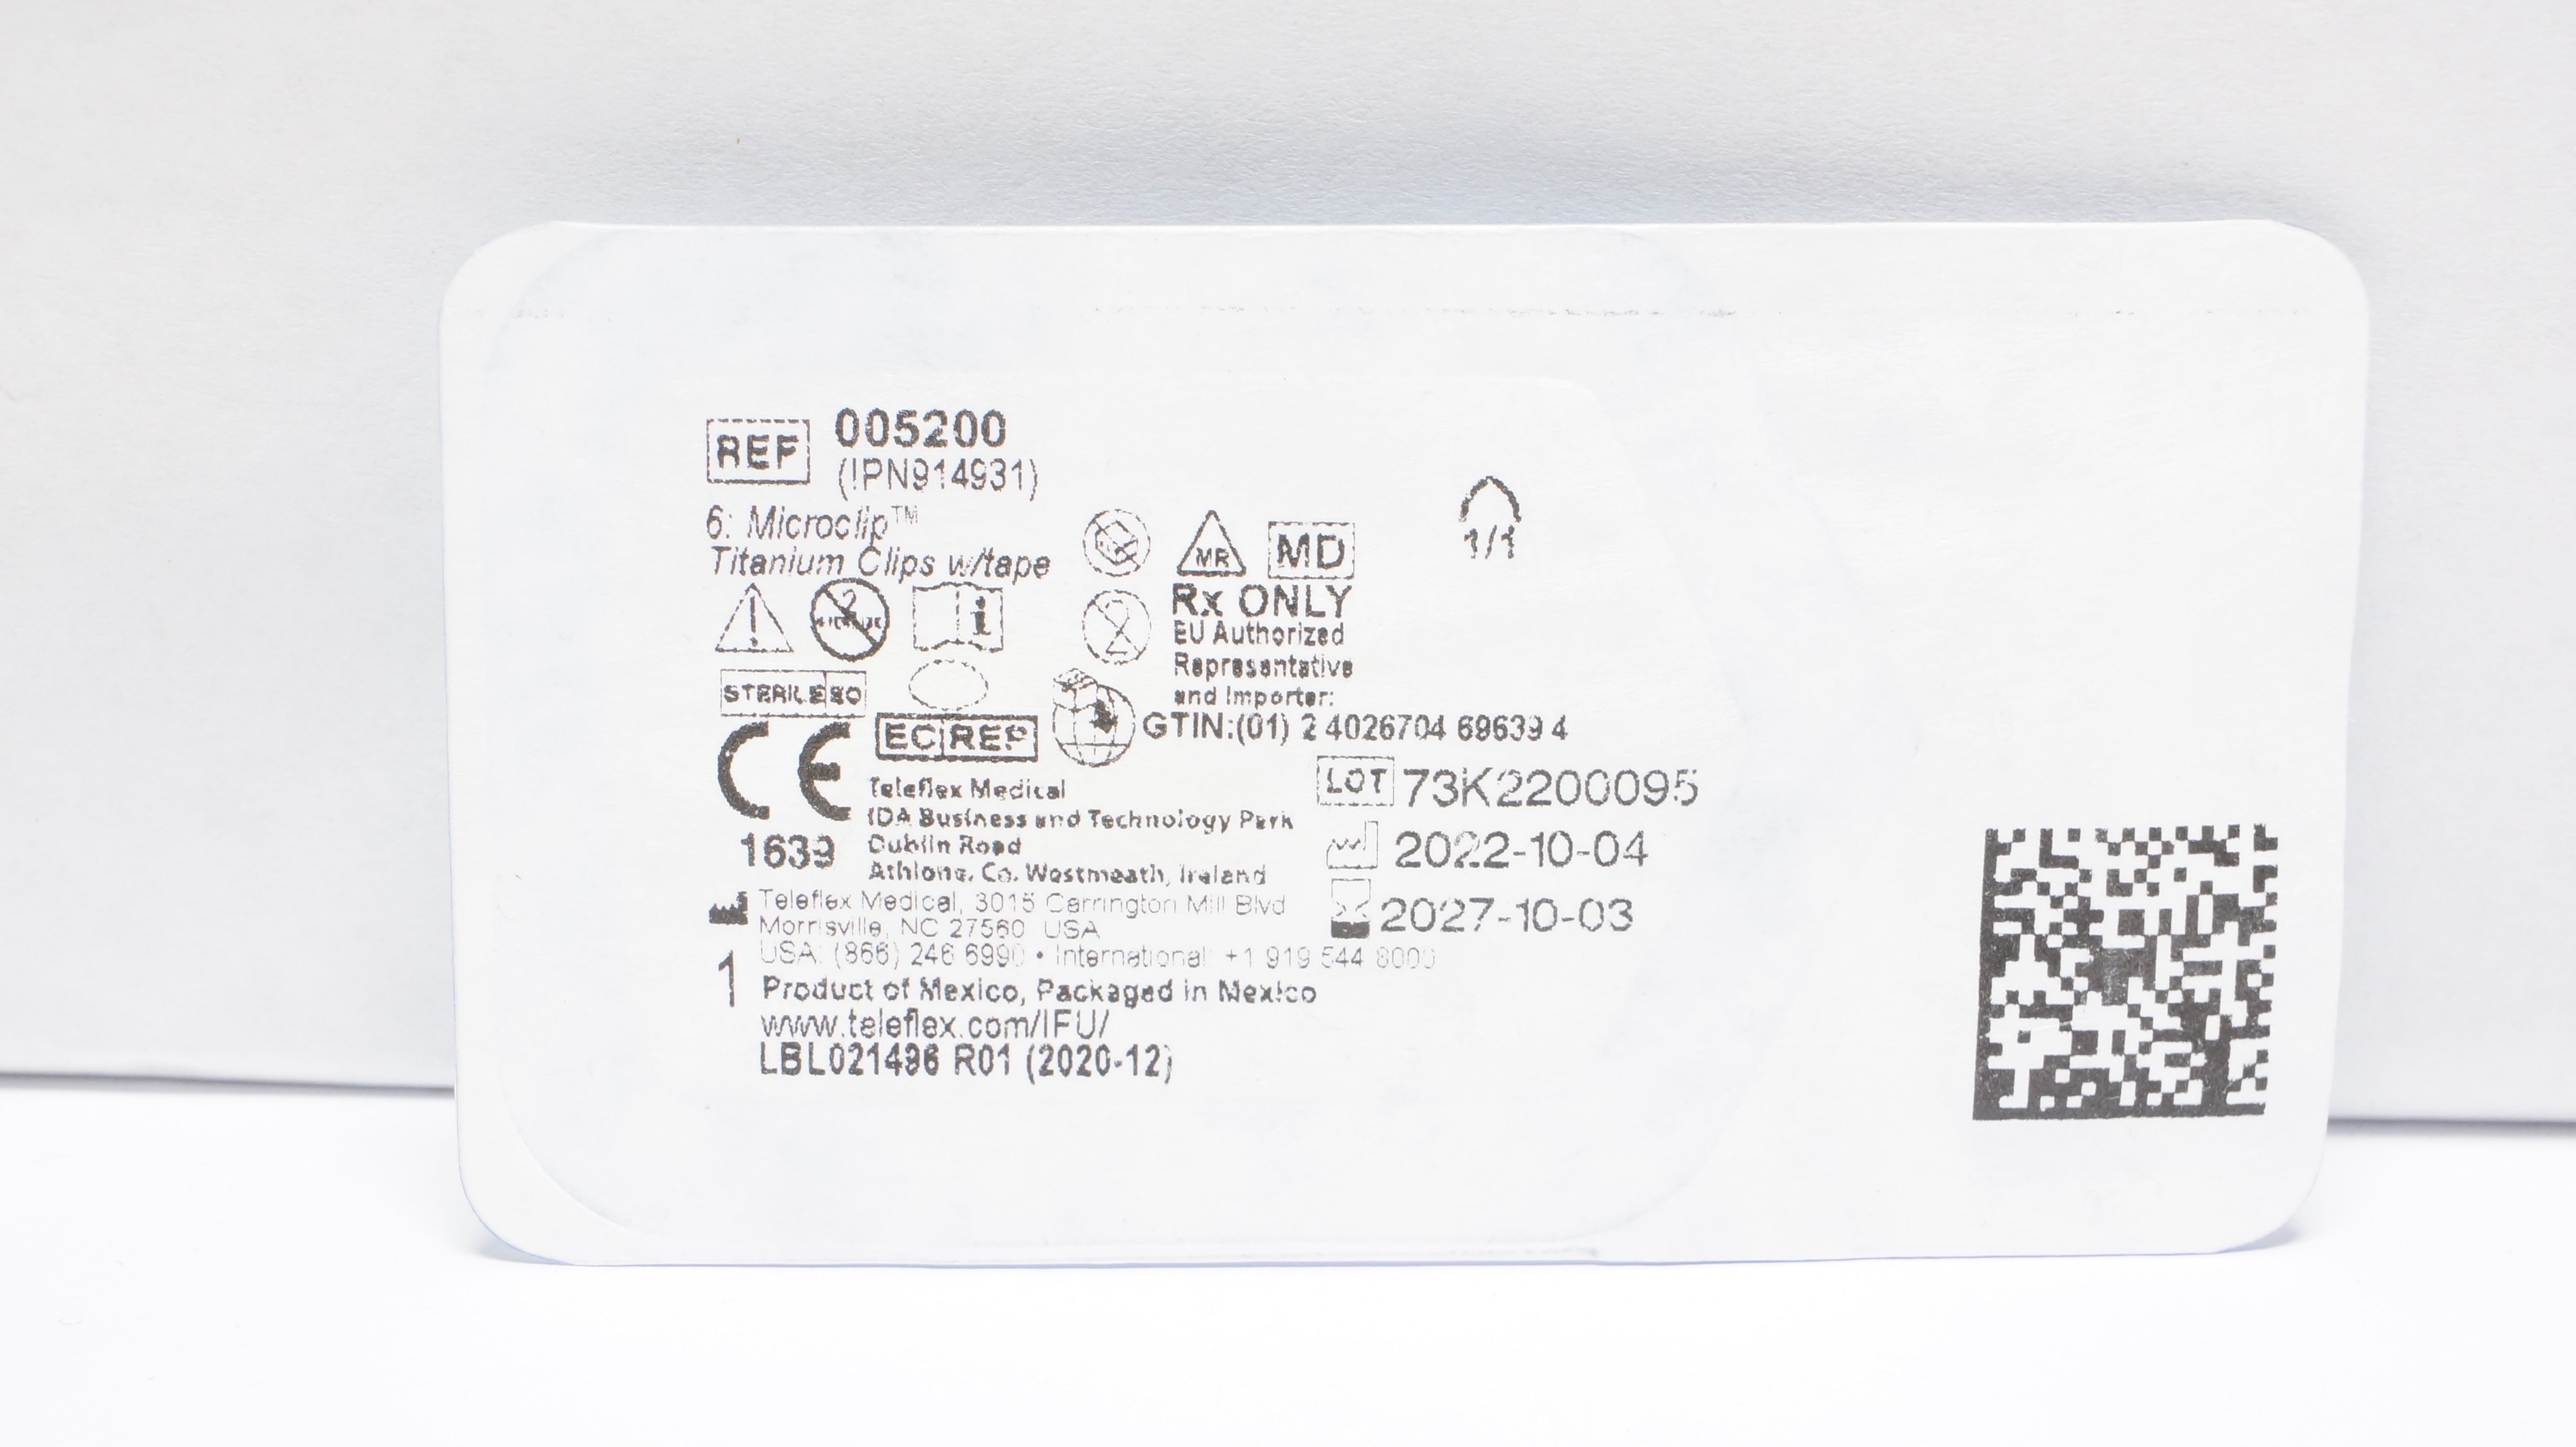 REF 005200
(IPN914931)
6: Microclip™
Titanium Clips w/tape
MR MD
1/1
Rx ONLY
EU Authorized
Representative
and Importer:
2 STERILIZE
i
2
STERILE EO
GTIN:(01) 2 4026704 69639 4
CE
1639
EC REP
Teleflex Medical
IDA Business and Technology Park
Dublin Road
Athlone, Co. Westmeath, Ireland
LOT 73K2200095
2022-10-04
2027-10-03
Teleflex Medical, 3015 Carrington Mill Blvd
Morrisville, NC 27560 USA
USA: (866) 246 6990 • International: +1 919 544 8000
1
Product of Mexico, Packaged in Mexico
www.teleflex.com/IFU/
LBL021496 R01 (2020-12)